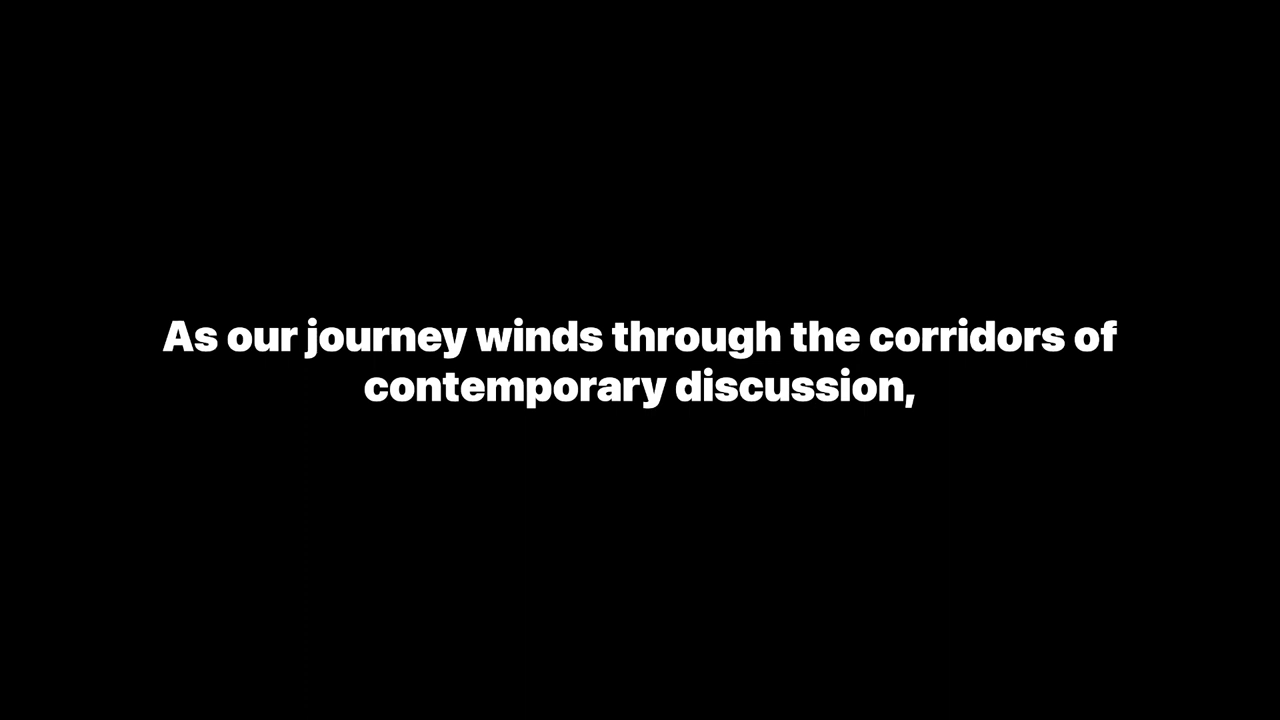 As our journey winds through the corridors of
contemporary discussion,